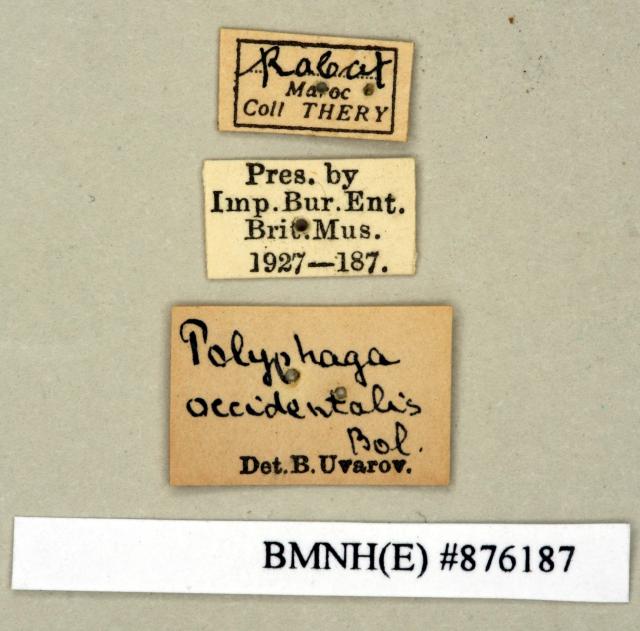 Rabat
Maroc
Coll THERY
Pres. by
Imp.Bur.Ent.
Brit.Mus.
1927—187.
Polyphaga
occidentalis
Bol.
Det.B.Uvarov.
BMNH(E) #876187